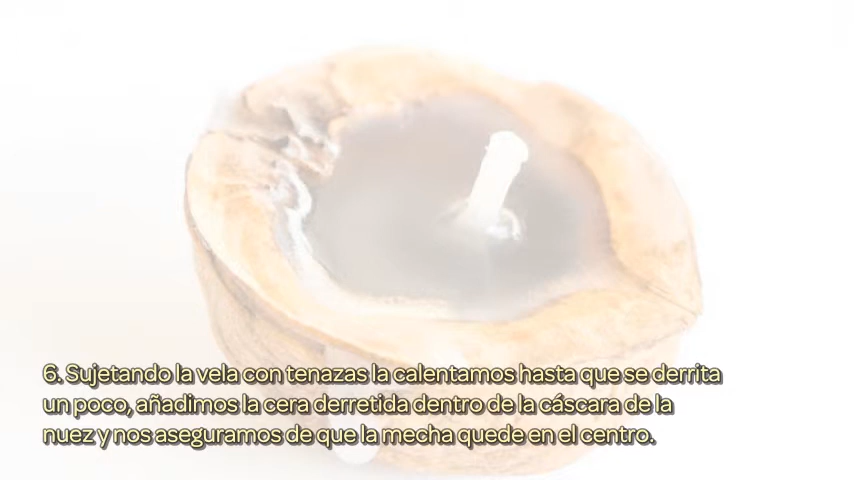 6. Sujetando la vela con tenazas la calentamos hasta que se derrita
un poco, añadimos la cera derretida dentro de la cáscara de la
nuez y nos aseguramos de que la mecha quede en el centro.